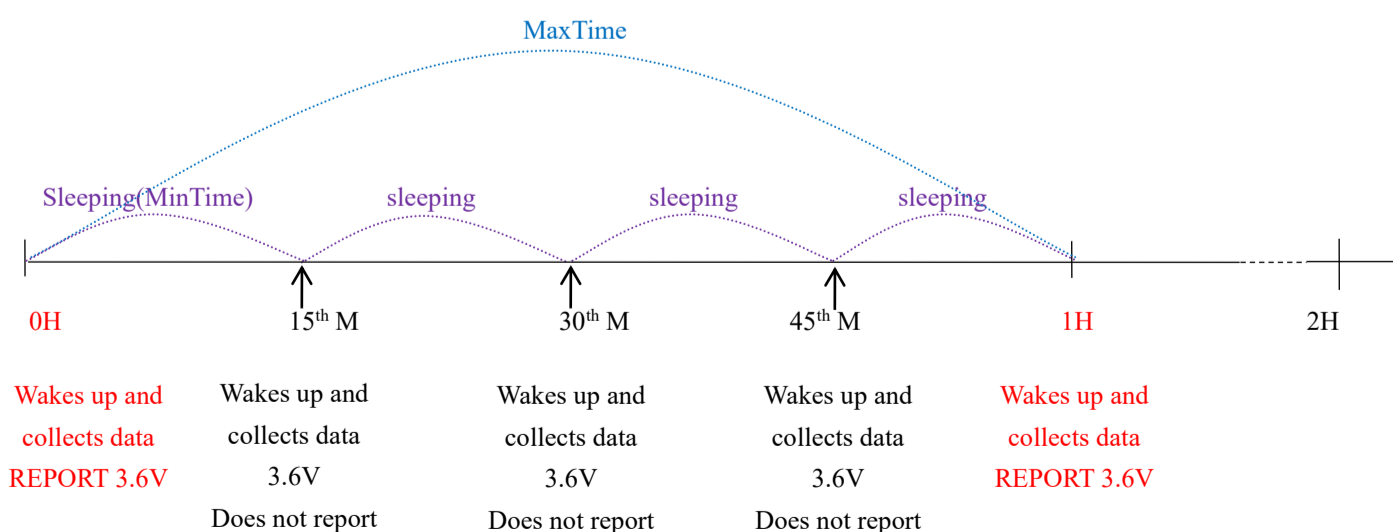 MaxTime
Sleeping(MinTime)
sleeping
sleeping
sleeping
0H
15th M
30th M
45th M
1H
2H
Wakes up and
collects data
REPORT 3.6V
Wakes up and
collects data
3.6V
Does not report
Wakes up and
collects data
3.6V
Does not report
Wakes up and
collects data
3.6V
Does not report
Wakes up and
collects data
REPORT 3.6V